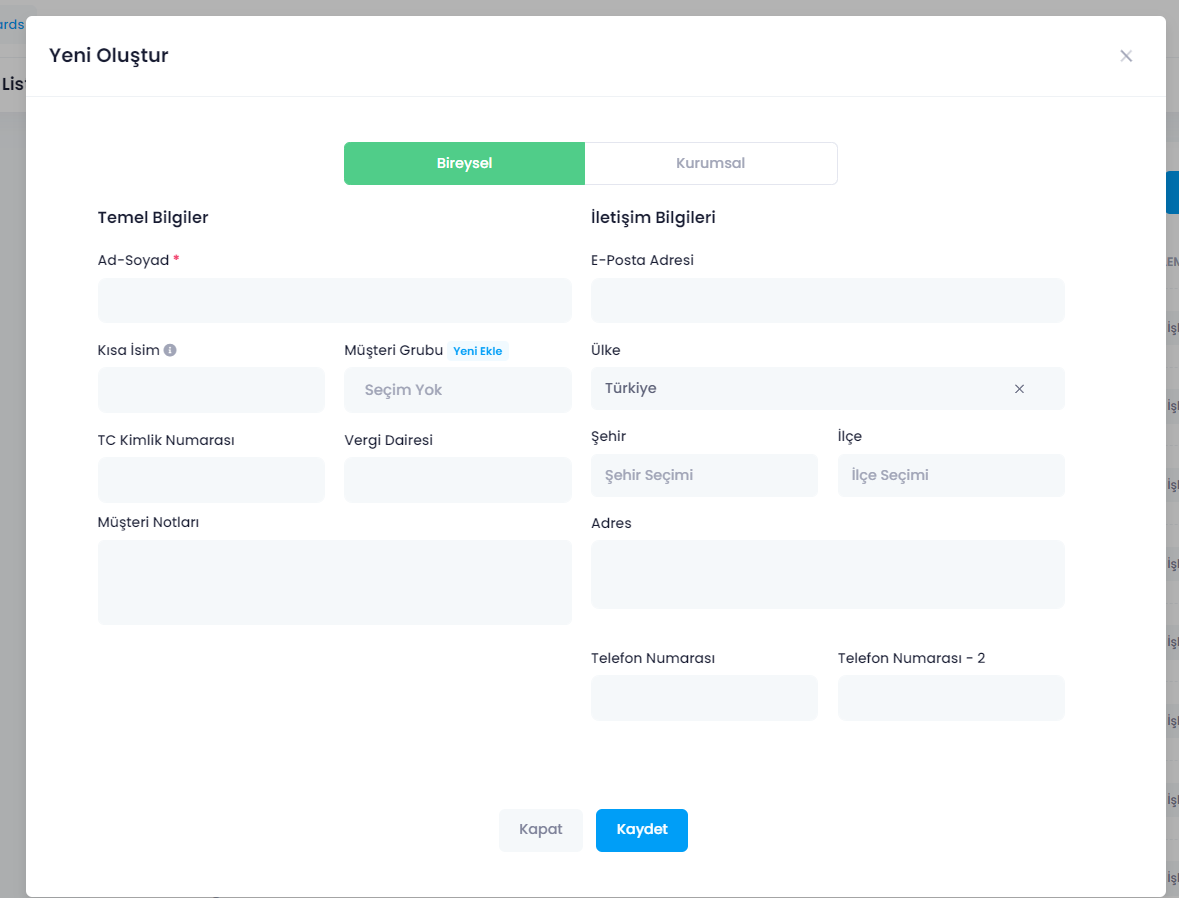 Yeni Oluştur
Bireysel
Kurumsal
Temel Bilgiler
Ad-Soyad *
Kısa İsim
Müşteri Grubu Yeni Ekle
Seçim Yok
TC Kimlik Numarası
Vergi Dairesi
Müşteri Notları
İletişim Bilgileri
E-Posta Adresi
Ülke
Türkiye
Şehir
İlçe
Şehir Seçimi
İlçe Seçimi
Adres
Telefon Numarası
Telefon Numarası - 2
Kapat
Kaydet